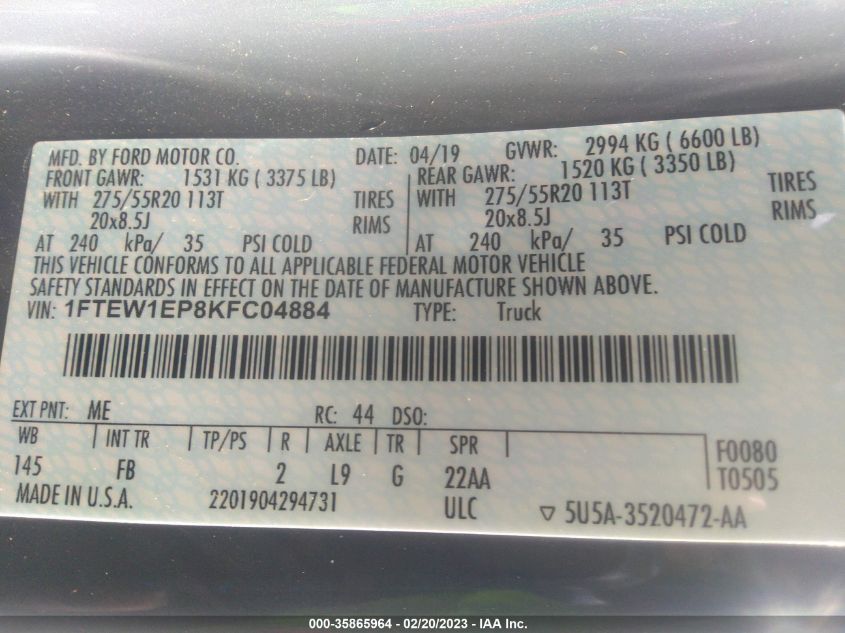 MFD. BY FORD MOTOR CO. DATE: 04/19 GVWR: 2994 KG ( 6600 LB)
FRONT GAWR: 1531 KG ( 3375 LB) REAR GAWR: 1520 KG ( 3350 LB)
WITH 275/55R20 113T TIRES WITH 275/55R20 113T TIRES
20x8.5J RIMS 20x8.5J RIMS
AT 240 kPa/ 35 PSI COLD AT 240 kPa/ 35 PSI COLD
THIS VEHICLE CONFORMS TO ALL APPLICABLE FEDERAL MOTOR VEHICLE
SAFETY STANDARDS IN EFFECT ON THE DATE OF MANUFACTURE SHOWN ABOVE.
VIN: 1FTEW1EP8KFC04884 TYPE: Truck
EXT PNT: ME RC: 44 DSO:
WB INT TR TP/PS R AXLE TR SPR F0080
145 FB 2 L9 G 22AA T0505
MADE IN U.S.A. 2201904294731 ULC ▽ 5U5A-3520472-AA
000-35865964 - 02/20/2023 - IAA Inc.